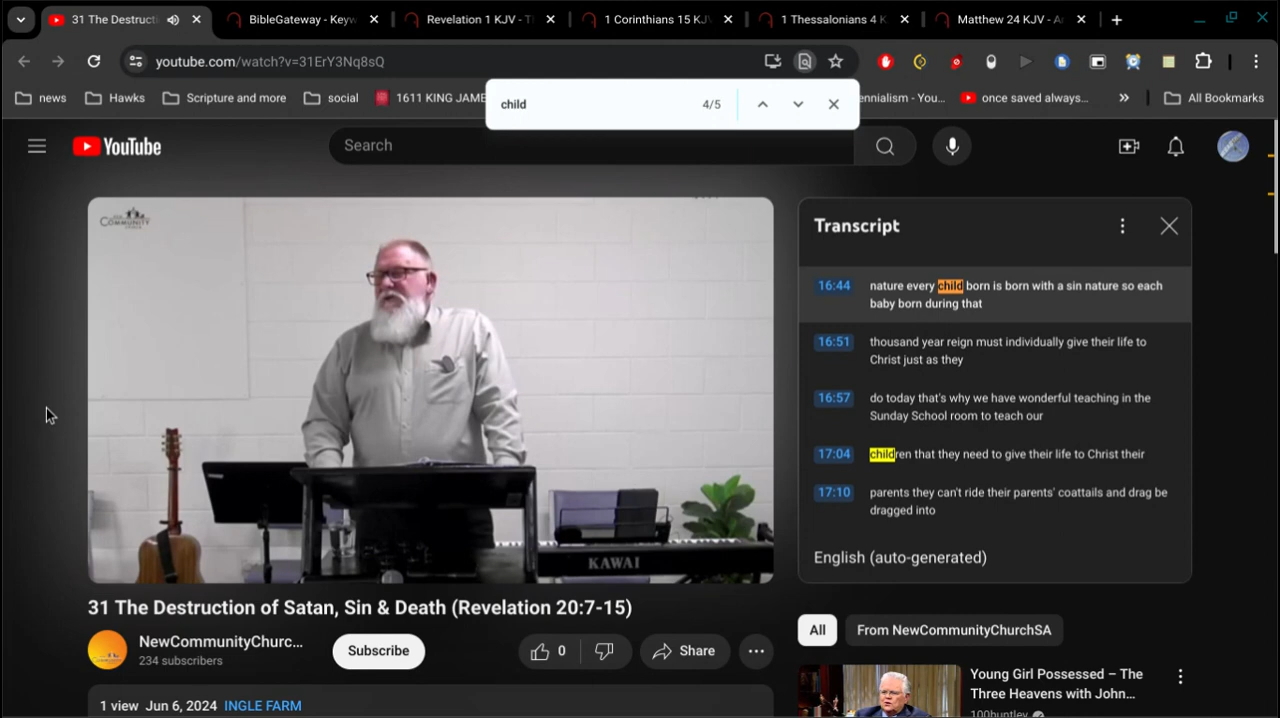 31 The Destructi
BibleGateway - Keyw
Revelation 1 KJV - T
1 Corinthians 15 KJ
1 Thessalonians 4 K
Matthew 24 KJV - A
youtube.com/watch?v=31ErY3Nq8sQ
news
Hawks
Scripture and more
social
1611 KING JAME
ennialism - You...
once saved always...
All Bookmarks
child
4/5
YouTube
Search
COMMUNITY
KAWAI
Transcript
16:44
nature every child born is born with a sin nature so each
baby born during that
16:51
thousand year reign must individually give their life to
Christ just as they
16:57
do today that's why we have wonderful teaching in the
Sunday School room to teach our
17:04
children that they need to give their life to Christ their
17:10
parents they can't ride their parents' coattails and drag be
dragged into
English (auto-generated)
31 The Destruction of Satan, Sin & Death (Revelation 20:7-15)
NewCommunityChurc...
234 subscribers
Subscribe
0
Share
All
From NewCommunityChurchSA
Young Girl Possessed – The
Three Heavens with John...
100huntley
1 view Jun 6, 2024 INGLE FARM